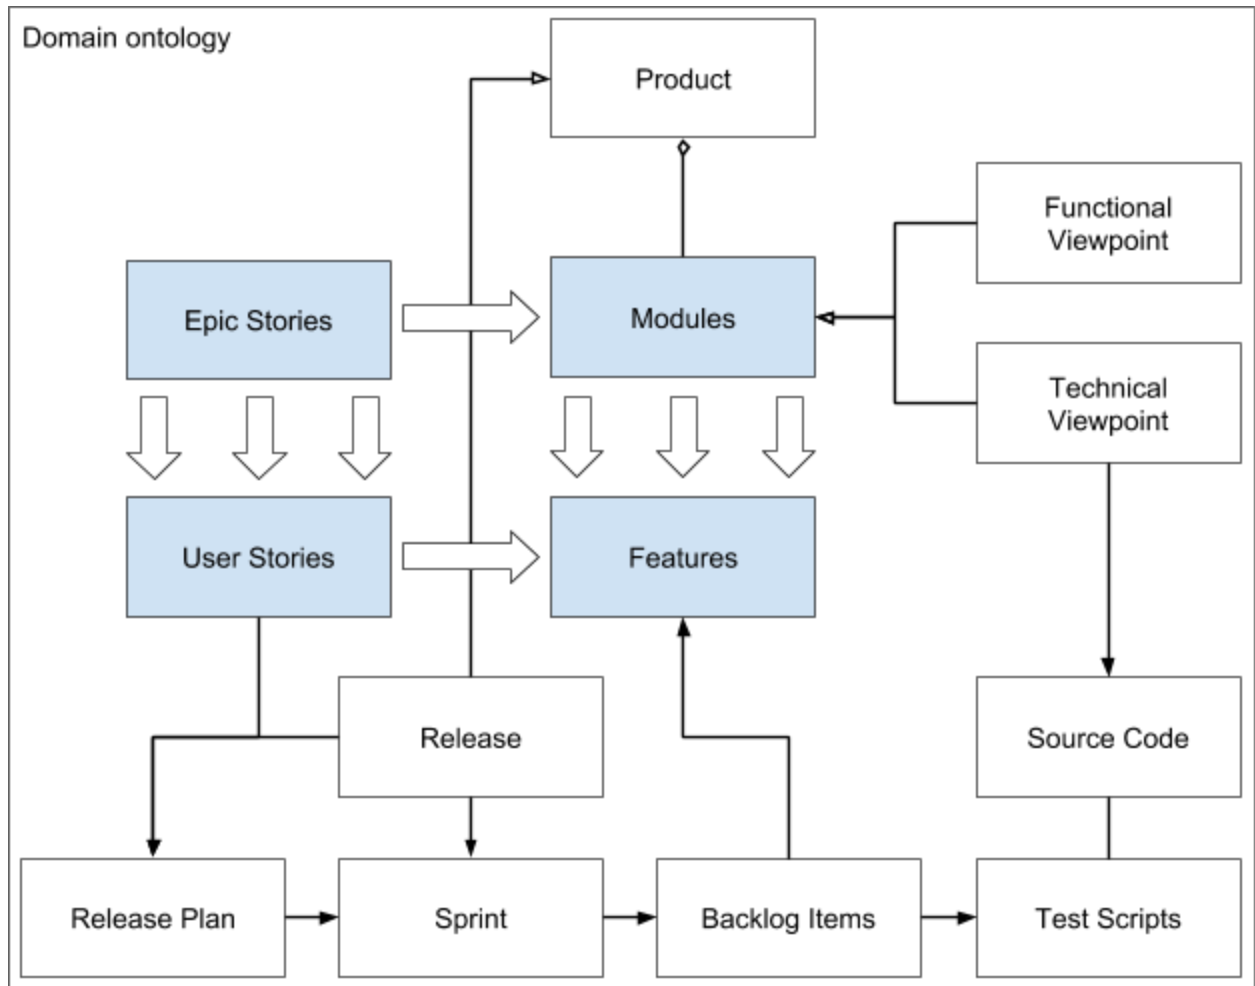 Domain ontology
Product
Functional
Viewpoint
Epic Stories
Modules
Technical
Viewpoint
User Stories
Features
Release
Source Code
Release Plan
Sprint
Backlog Items
Test Scripts